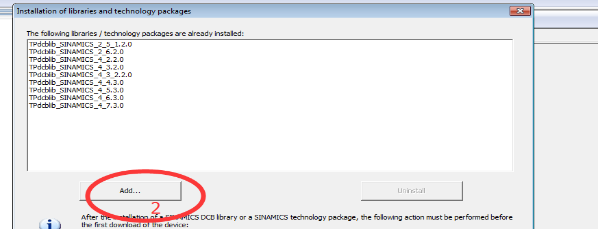 Installation of libraries and technology packages
The following libraries / technology packages are already installed:
TPdcblib_SINAMICS_2_5_1.2.0
TPdcblib_SINAMICS_2_6.2.0
TPdcblib_SINAMICS_4_2.2.0
TPdcblib_SINAMICS_4_3.2.0
TPdcblib_SINAMICS_4_3_2.2.0
TPdcblib_SINAMICS_4_4.3.0
TPdcblib_SINAMICS_4_5.3.0
TPdcblib_SINAMICS_4_6.3.0
TPdcblib_SINAMICS_4_7.3.0
Add...
Uninstall
2
After the installation of a SINAMICS DCB library or a SINAMICS technology package, the following action must be performed before
the first download of the device: